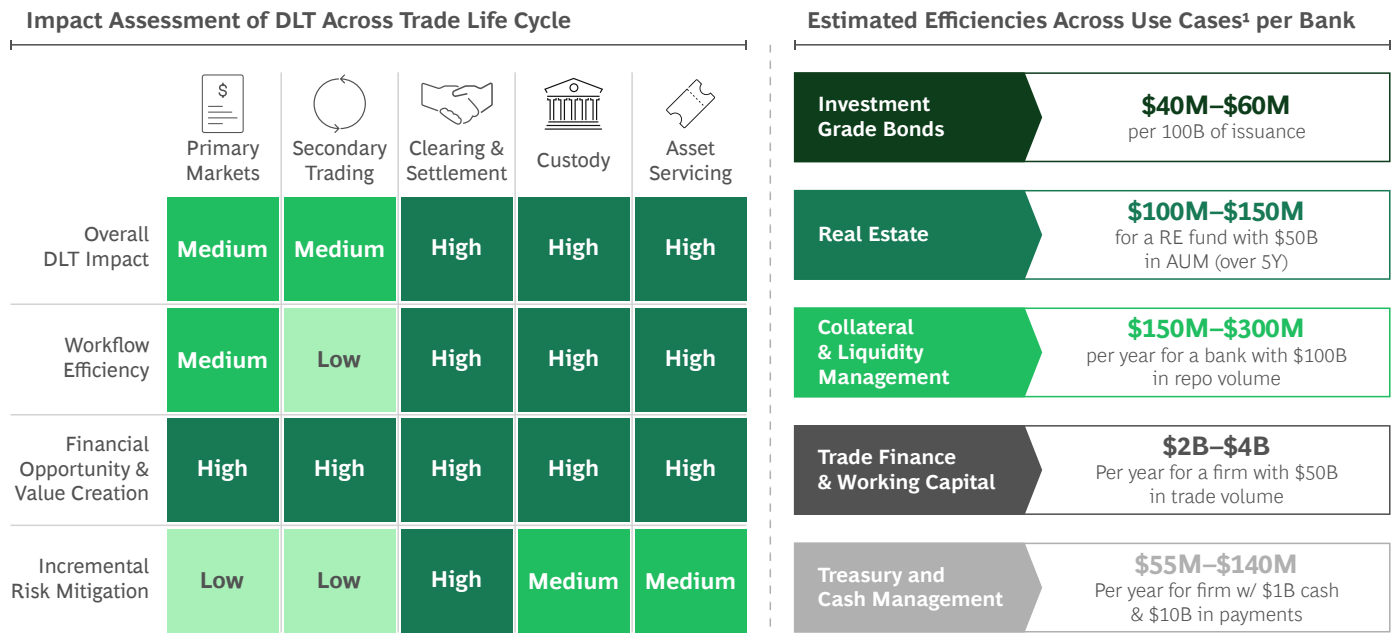 Impact Assessment of DLT Across Trade Life Cycle
$
Primary
Markets
Secondary
Trading
Clearing &
Settlement
Custody
Asset
Servicing
Overall
DLT Impact
Medium
Medium
High
High
High
Workflow
Efficiency
Medium
Low
High
High
High
Financial
Opportunity &
Value Creation
High
High
High
High
High
Incremental
Risk Mitigation
Low
Low
High
Medium
Medium
Estimated Efficiencies Across Use Cases¹ per Bank
Investment
Grade Bonds
$40M–$60M
per 100B of issuance
Real Estate
$100M–$150M
for a RE fund with $50B
in AUM (over 5Y)
Collateral
& Liquidity
Management
$150M–$300M
per year for a bank with $100B
in repo volume
Trade Finance
& Working Capital
$2B–$4B
Per year for a firm with $50B
in trade volume
Treasury and
Cash Management
$55M–$140M
Per year for firm w/ $1B cash
& $10B in payments